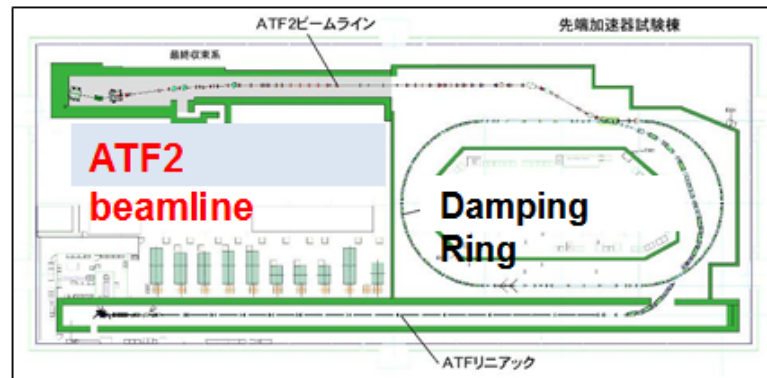 ATF2ビームライン
先端加速器試験棟
最終収束系
ATF2
beamline
Damping
Ring
ATFリニアック